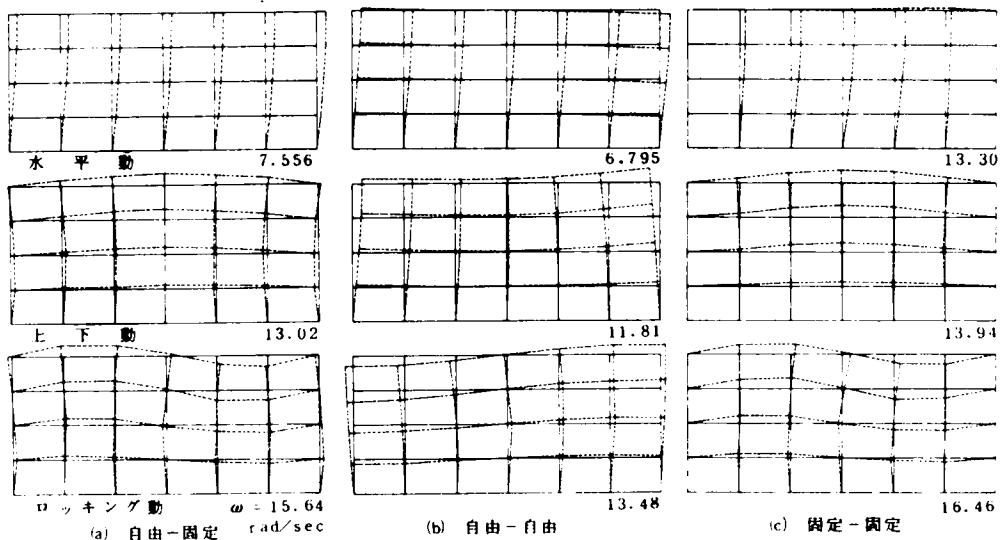 水平動 7.556 6.795 13.30
上下動 13.02 11.81 13.94
ロッキング動 ω=15.64 13.48 16.46
rad/sec
(a) 自由-固定 (b) 自由-自由 (c) 固定-固定